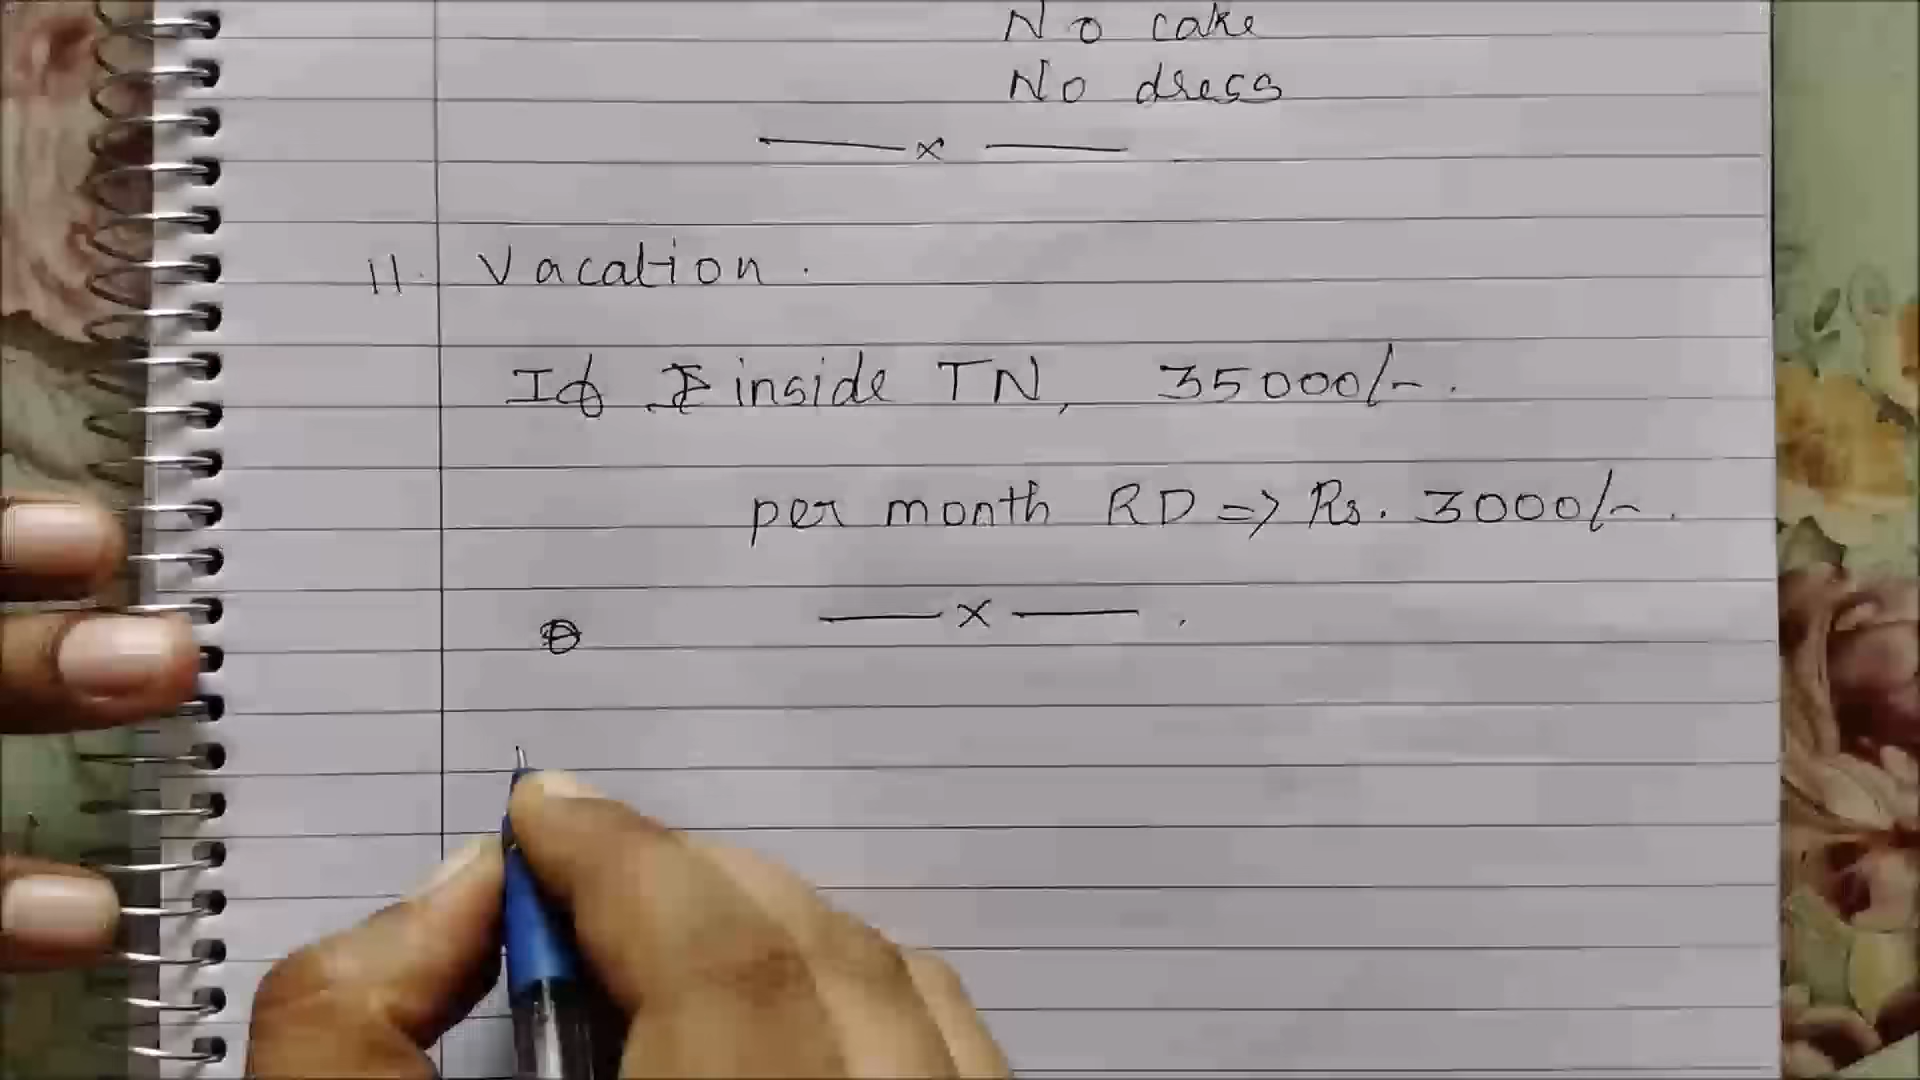 No cake
No dress
— x —
11. Vacation.
If inside TN, 35000/-.
per month RD => Rs. 3000/-.
— x —.